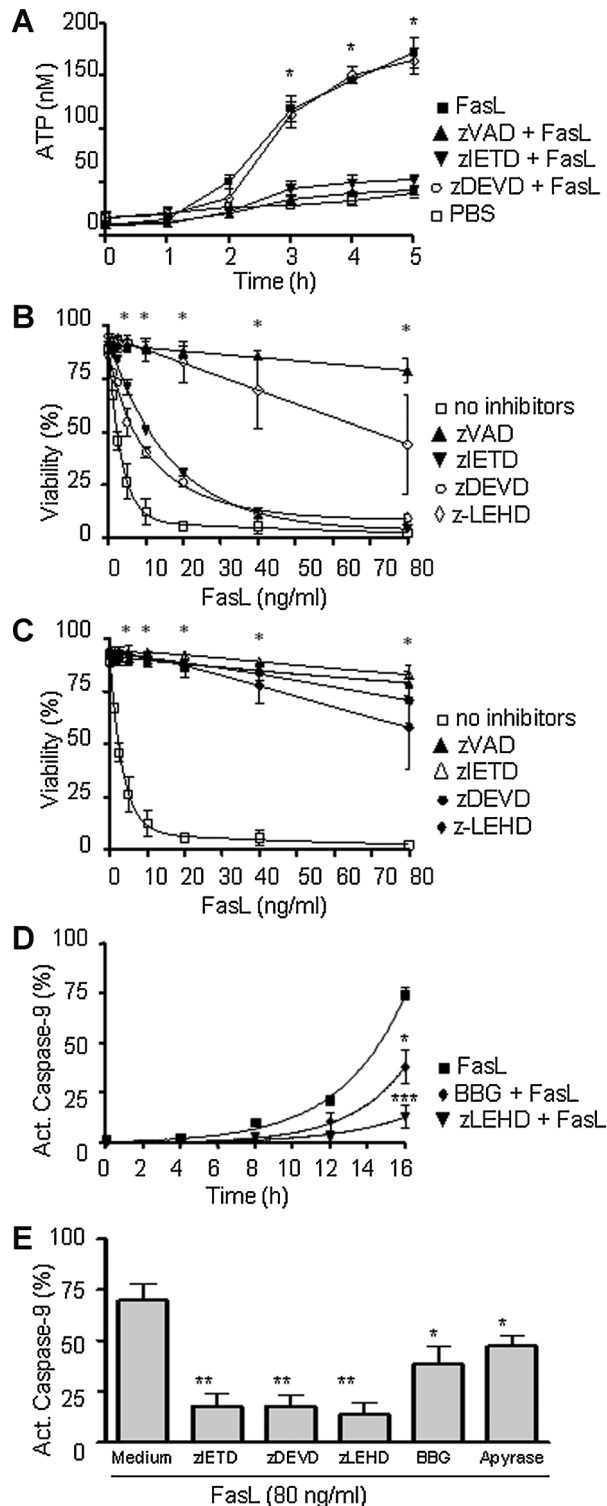 A
200
150
100
50
0
ATP (nM)
*
*
*
0 1 2 3 4 5
Time (h)
FasL
zVAD + FasL
zIETD + FasL
zDEVD + FasL
PBS
B
100
75
50
25
0
Viability (%)
* * * * *
0 10 20 30 40 50 60 70 80
FasL (ng/ml)
no inhibitors
zVAD
zIETD
zDEVD
z-LEHD
C
100
75
50
25
0
Viability (%)
* * * * *
0 10 20 30 40 50 60 70 80
FasL (ng/ml)
no inhibitors
zVAD
zIETD
zDEVD
z-LEHD
D
100
75
50
25
0
Act. Caspase-9 (%)
*
***
0 2 4 6 8 10 12 14 16
Time (h)
FasL
BBG + FasL
zLEHD + FasL
E
100
75
50
25
0
Act. Caspase-9 (%)
** ** ** * *
Medium zIETD zDEVD zLEHD BBG Apyrase
FasL (80 ng/ml)